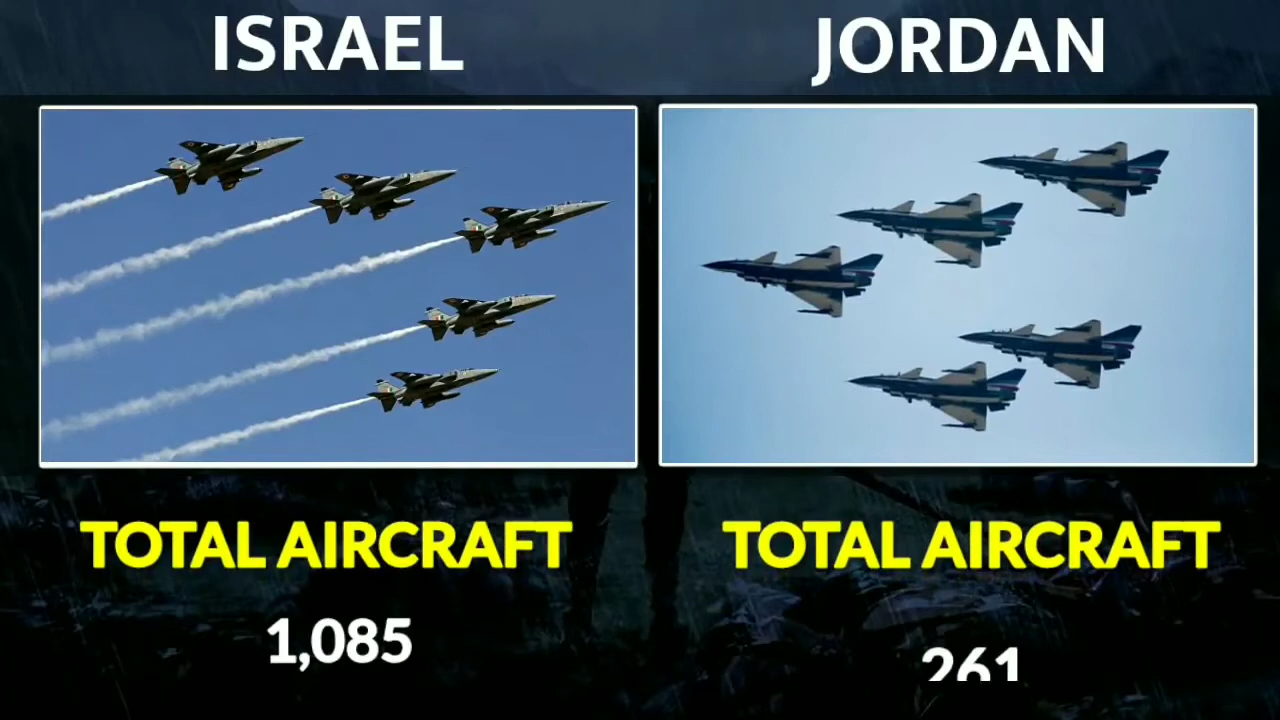 ISRAEL
JORDAN
TOTAL AIRCRAFT
TOTAL AIRCRAFT
1,085
261